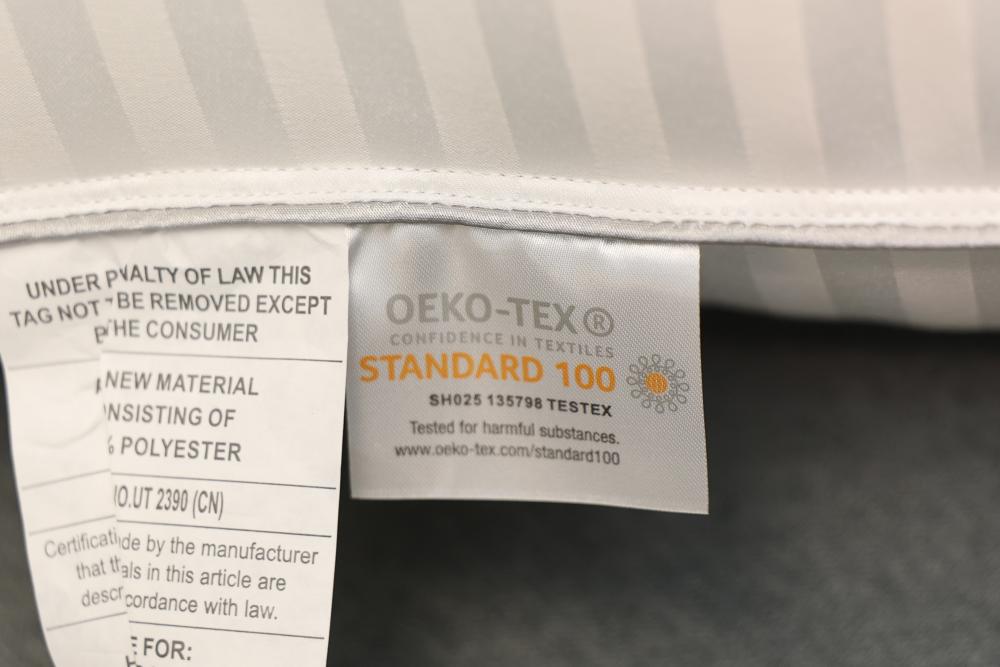 UNDER P NALTY OF LAW THIS
TAG NOT BE REMOVED EXCEPT
THE CONSUMER
NEW MATERIAL
NSISTING OF
% POLYESTER
O.UT 2390 (CN)
Certificati de by the manufacturer
that th als in this article are
descr cordance with law.
FOR:
OEKO-TEX®
CONFIDENCE IN TEXTILES
STANDARD 100
SH025 135798 TESTEX
Tested for harmful substances.
www.oeko-tex.com/standard100